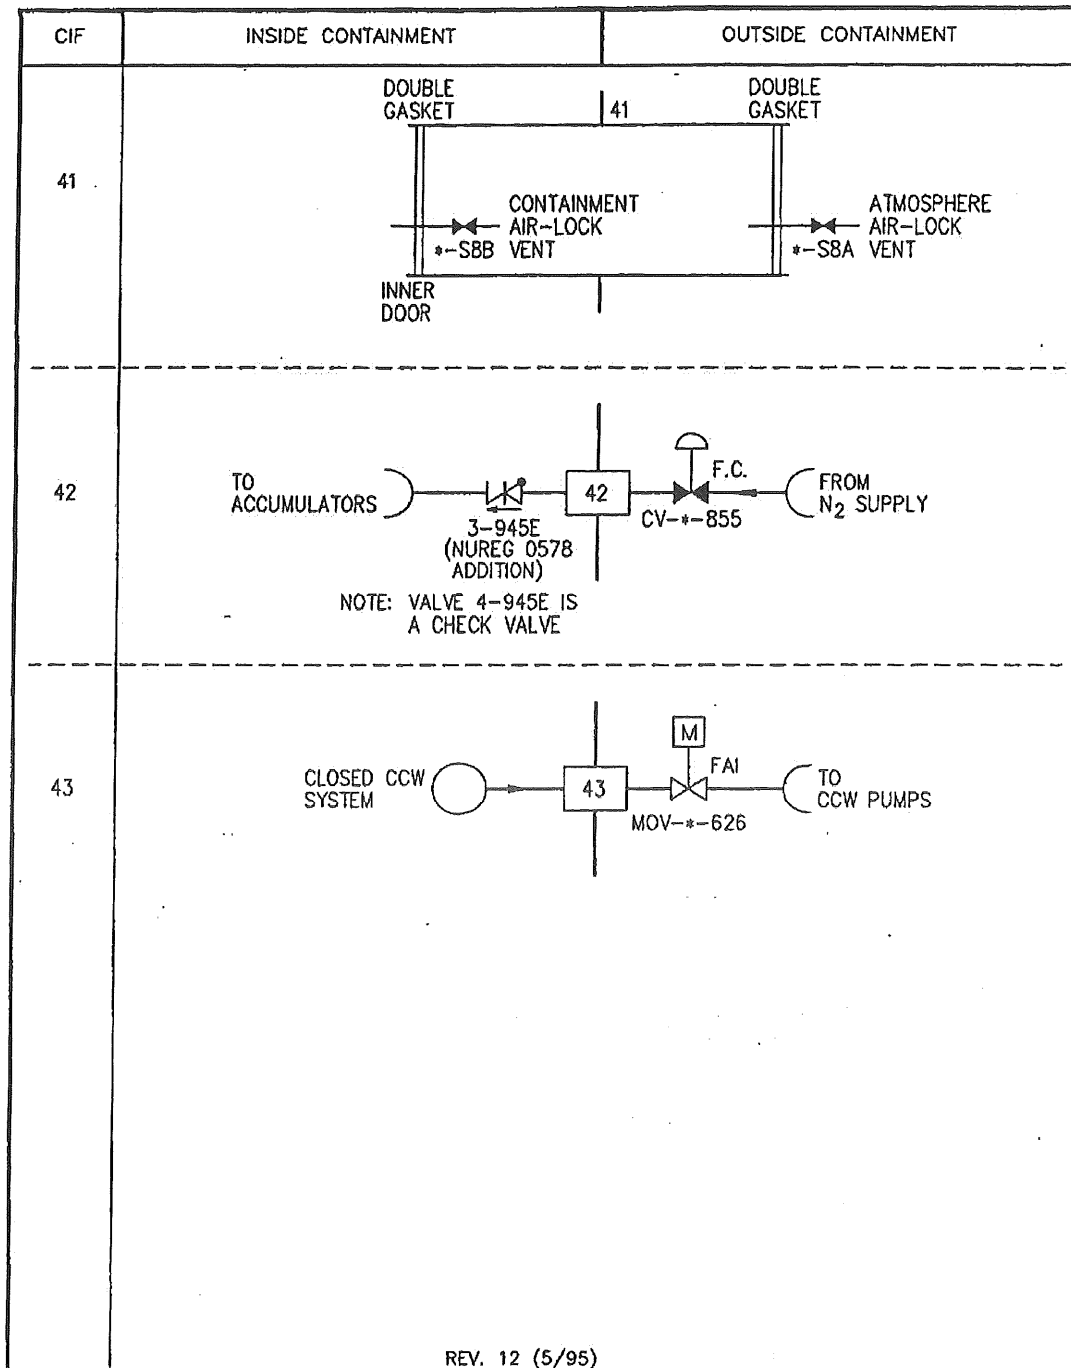 CIF
INSIDE CONTAINMENT
OUTSIDE CONTAINMENT
41
DOUBLE
GASKET
41
DOUBLE
GASKET
CONTAINMENT
AIR-LOCK
VENT
*-S8B
INNER
DOOR
ATMOSPHERE
AIR-LOCK
VENT
*-S8A
42
TO
ACCUMULATORS
3-945E
(NUREG 0578
ADDITION)
NOTE: VALVE 4-945E IS
A CHECK VALVE
42
F.C.
CV-*-855
FROM
N2 SUPPLY
43
CLOSED CCW
SYSTEM
43
M
FAI
MOV-*-626
TO
CCW PUMPS
REV. 12 (5/95)